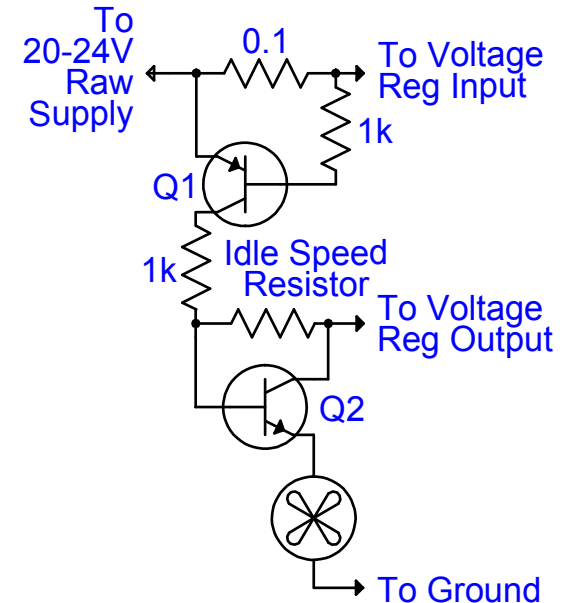 To
20-24V
Raw
Supply
0.1
To Voltage
Reg Input
1k
Q1
1k
Idle Speed
Resistor
To Voltage
Reg Output
Q2
To Ground